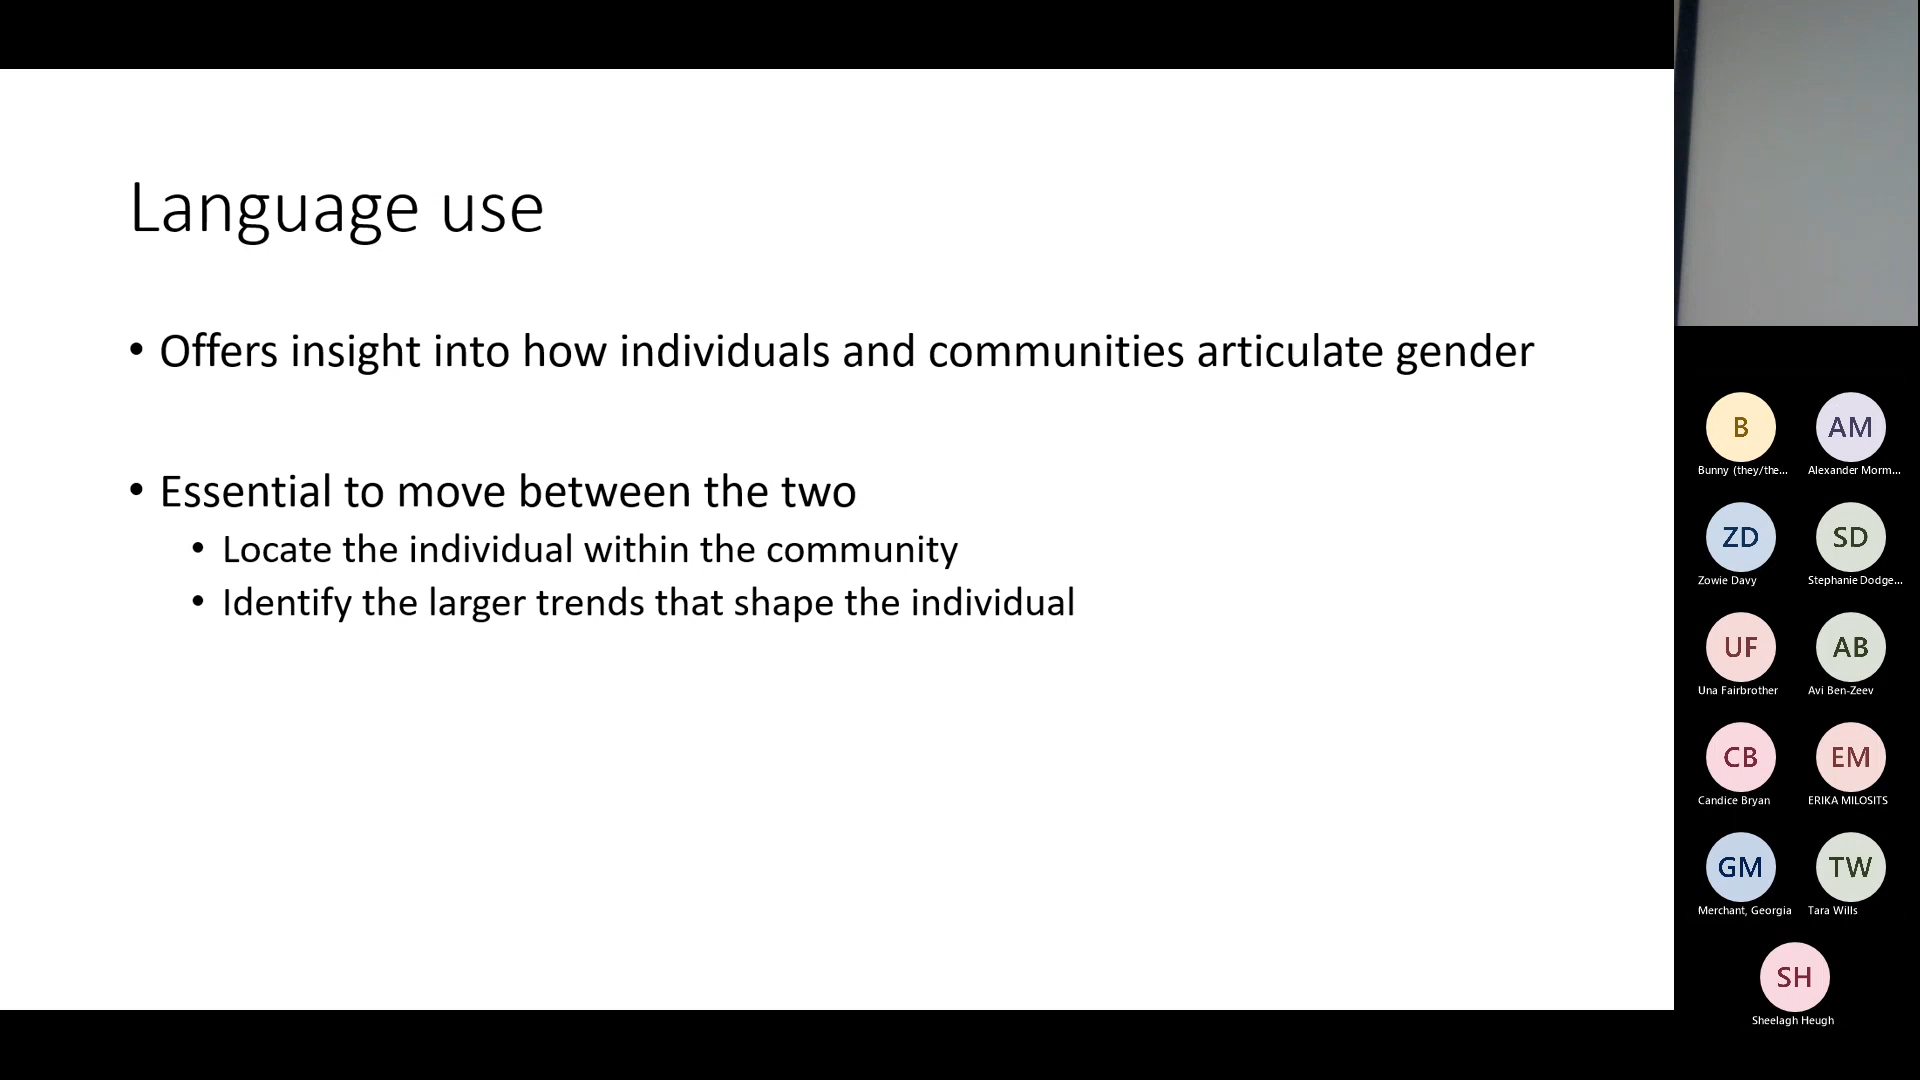 Language use
• Offers insight into how individuals and communities articulate gender
• Essential to move between the two
• Locate the individual within the community
• Identify the larger trends that shape the individual
B
Bunny (they/the...
AM
Alexander Morm...
ZD
Zowie Davy
SD
Stephanie Dodge...
UF
Una Fairbrother
AB
Avi Ben-Zeev
CB
Candice Bryan
EM
ERIKA MILOSITS
GM
Merchant, Georgia
TW
Tara Wills
SH
Sheelagh Heugh